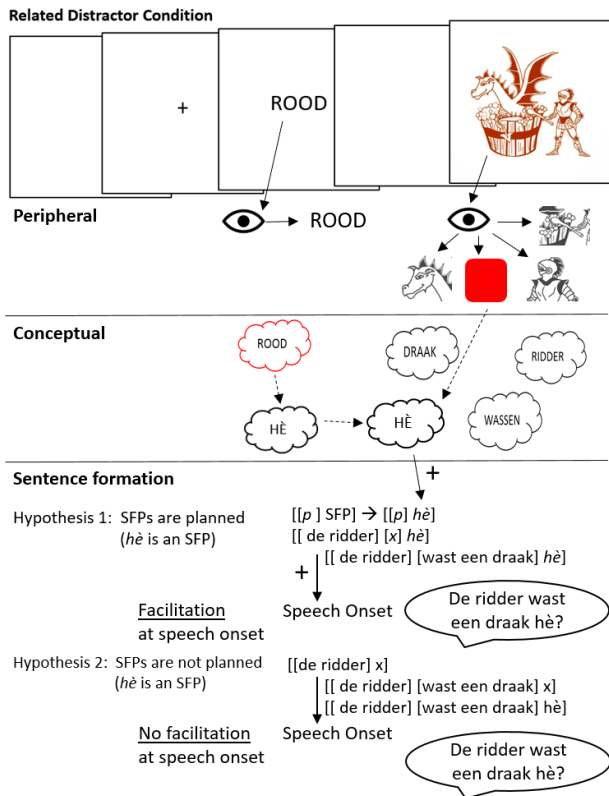 Related Distractor Condition
+
ROOD
Peripheral
ROOD
Conceptual
ROOD
DRAAK
RIDDER
HÈ
HÈ
WASSEN
+
Sentence formation
Hypothesis 1: SFPs are planned
(hè is an SFP)
[[p ] SFP] → [[p] hè]
[[ de ridder] [x] hè]
[[ de ridder] [wast een draak] hè]
+
Facilitation
at speech onset
Speech Onset
De ridder wast
een draak hè?
Hypothesis 2: SFPs are not planned
(hè is an SFP)
[[de ridder] x]
[[ de ridder] [wast een draak] x]
[[ de ridder] [wast een draak] hè]
No facilitation
at speech onset
Speech Onset
De ridder wast
een draak hè?